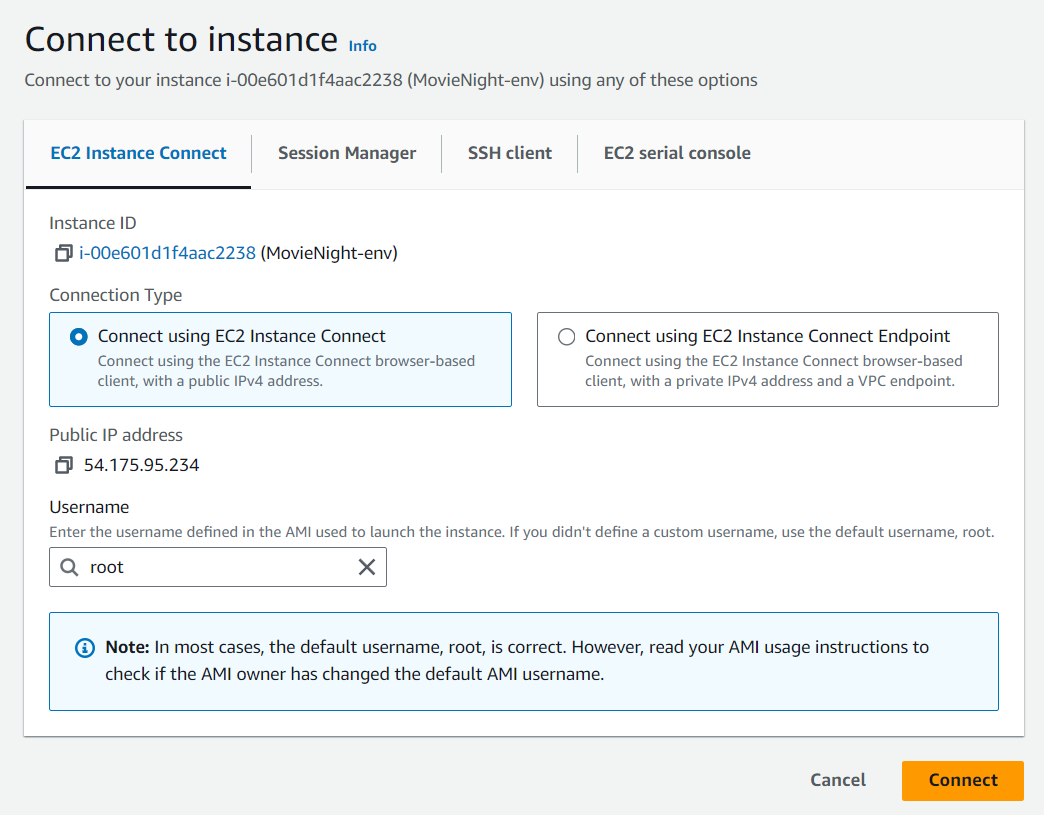 Connect to instance Info
Connect to your instance i-00e601d1f4aac2238 (MovieNight-env) using any of these options
EC2 Instance Connect
Session Manager
SSH client
EC2 serial console
Instance ID
i-00e601d1f4aac2238 (MovieNight-env)
Connection Type
Connect using EC2 Instance Connect
Connect using the EC2 Instance Connect browser-based
client, with a public IPv4 address.
Connect using EC2 Instance Connect Endpoint
Connect using the EC2 Instance Connect browser-based
client, with a private IPv4 address and a VPC endpoint.
Public IP address
54.175.95.234
Username
Enter the username defined in the AMI used to launch the instance. If you didn't define a custom username, use the default username, root.
root
Note: In most cases, the default username, root, is correct. However, read your AMI usage instructions to
check if the AMI owner has changed the default AMI username.
Cancel
Connect